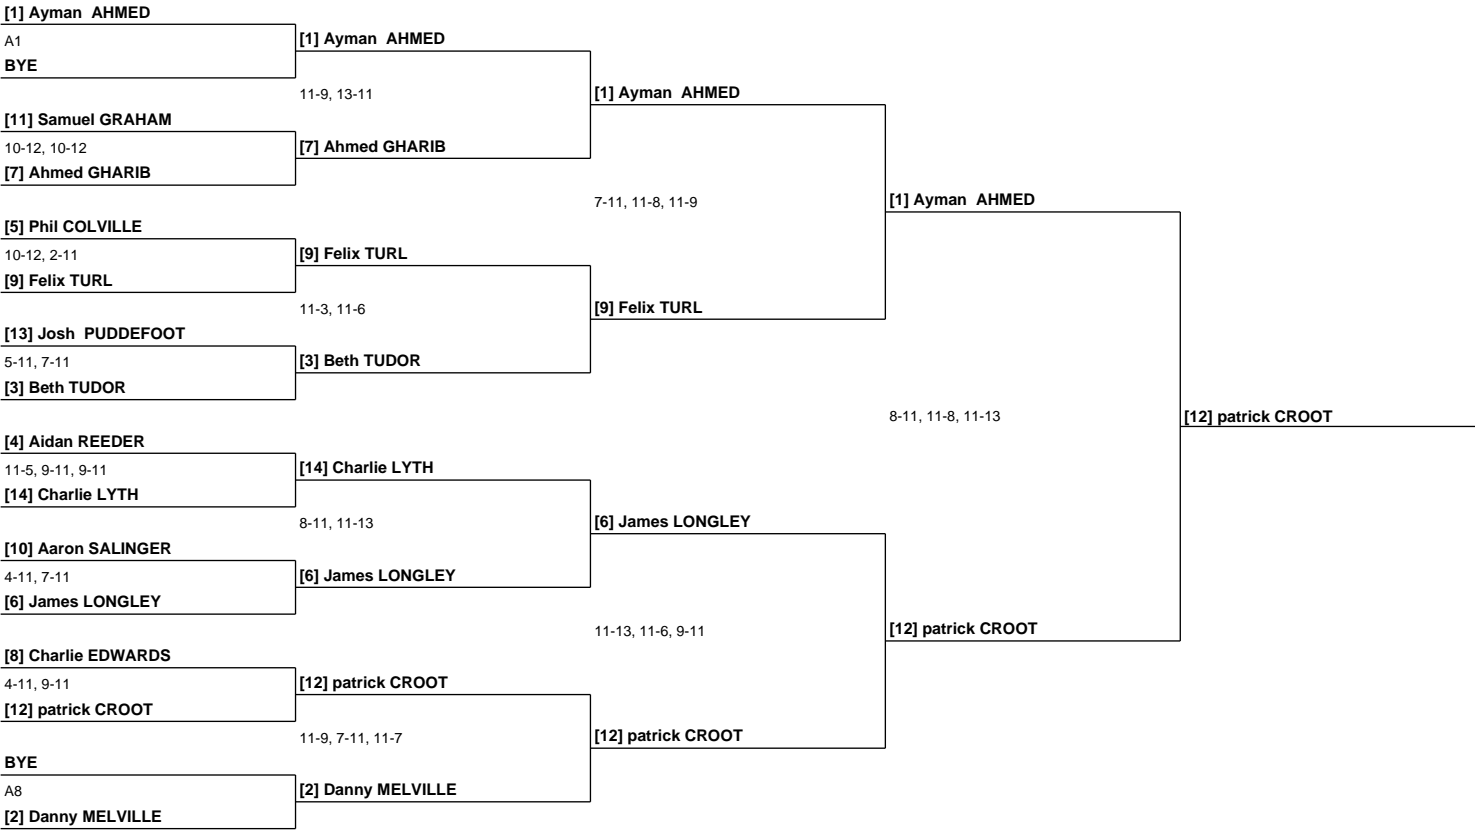 [1] Ayman  AHMED
A1
BYE
[11] Samuel GRAHAM
10-12, 10-12
[7] Ahmed GHARIB
[5] Phil COLVILLE
10-12, 2-11
[9] Felix TURL
[13] Josh  PUDDEFOOT
5-11, 7-11
[3] Beth TUDOR
[4] Aidan REEDER
11-5, 9-11, 9-11
[14] Charlie LYTH
[10] Aaron SALINGER
4-11, 7-11
[6] James LONGLEY
[8] Charlie EDWARDS
4-11, 9-11
[12] patrick CROOT
BYE
A8
[2] Danny MELVILLE
[1] Ayman  AHMED
11-9, 13-11
[7] Ahmed GHARIB
[9] Felix TURL
11-3, 11-6
[3] Beth TUDOR
[14] Charlie LYTH
8-11, 11-13
[6] James LONGLEY
[12] patrick CROOT
11-9, 7-11, 11-7
[2] Danny MELVILLE
[1] Ayman  AHMED
7-11, 11-8, 11-9
[9] Felix TURL
[6] James LONGLEY
11-13, 11-6, 9-11
[12] patrick CROOT
[1] Ayman  AHMED
8-11, 11-8, 11-13
[12] patrick CROOT
[12] patrick CROOT